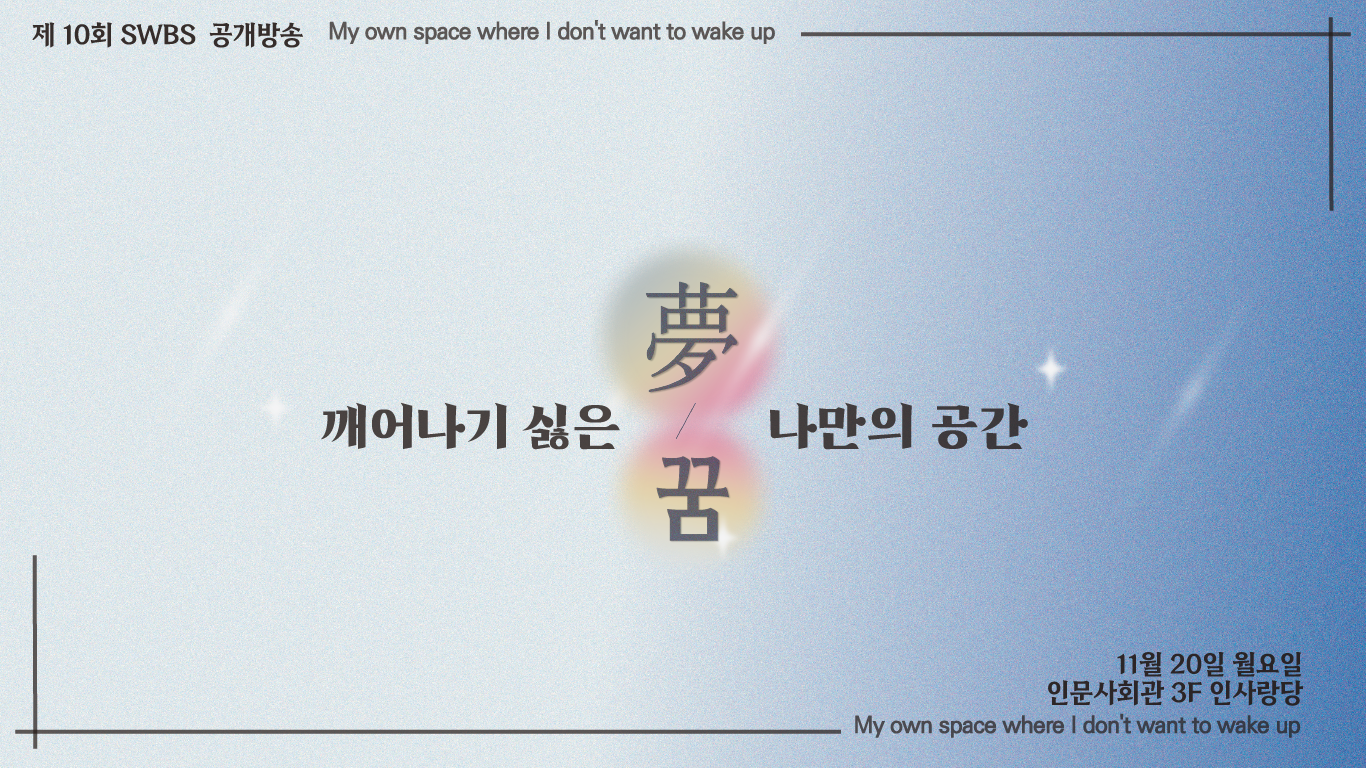 제 10회 SWBS 공개방송 My own space where I don't want to wake up
夢
깨어나기 싫은 / 나만의 공간
꿈
11월 20일 월요일
인문사회관 3F 인사랑당
My own space where I don't want to wake up